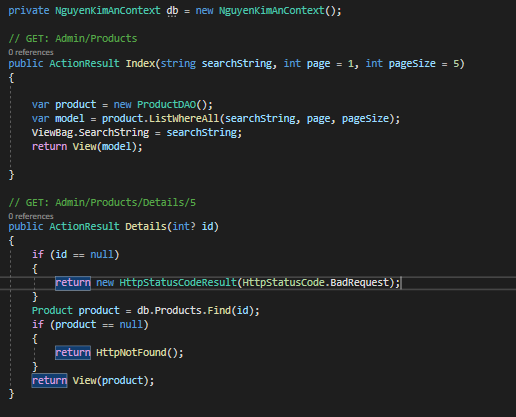 private NguyenKimAnContext db = new NguyenKimAnContext();
// GET: Admin/Products
0 references
public ActionResult Index(string searchString, int page = 1, int pageSize = 5)
{
var product = new ProductDAO();
var model = product.ListWhereAll(searchString, page, pageSize);
ViewBag.SearchString = searchString;
return View(model);
}
// GET: Admin/Products/Details/5
0 references
public ActionResult Details(int? id)
{
if (id == null)
{
return new HttpStatusCodeResult(HttpStatusCode.BadRequest);
}
Product product = db.Products.Find(id);
if (product == null)
{
return HttpNotFound();
}
return View(product);
}